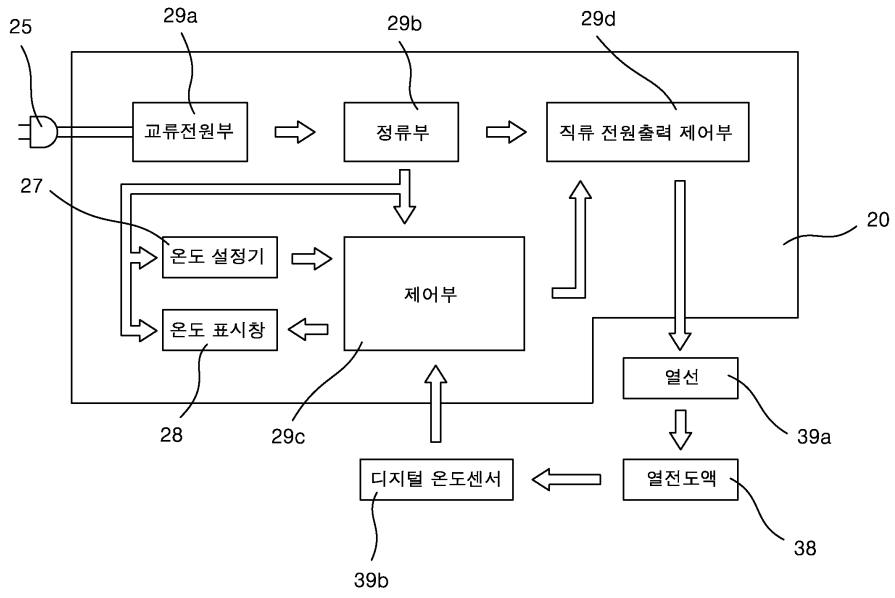 29a
29b
29d
25
교류전원부
정류부
직류 전원출력 제어부
27
20
온도 설정기
제어부
온도 표시창
열선
28
29c
39a
디지털 온도센서
열전도액
38
39b